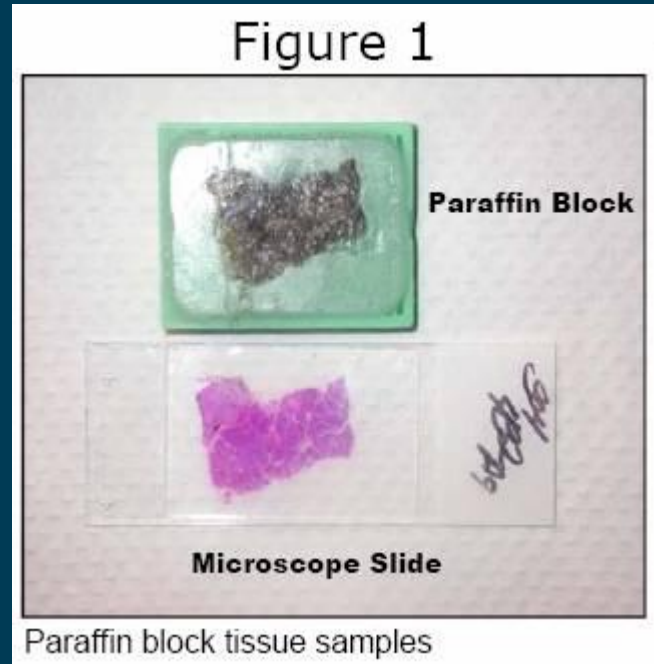 Figure 1
Paraffin Block
Microscope Slide
Paraffin block tissue samples